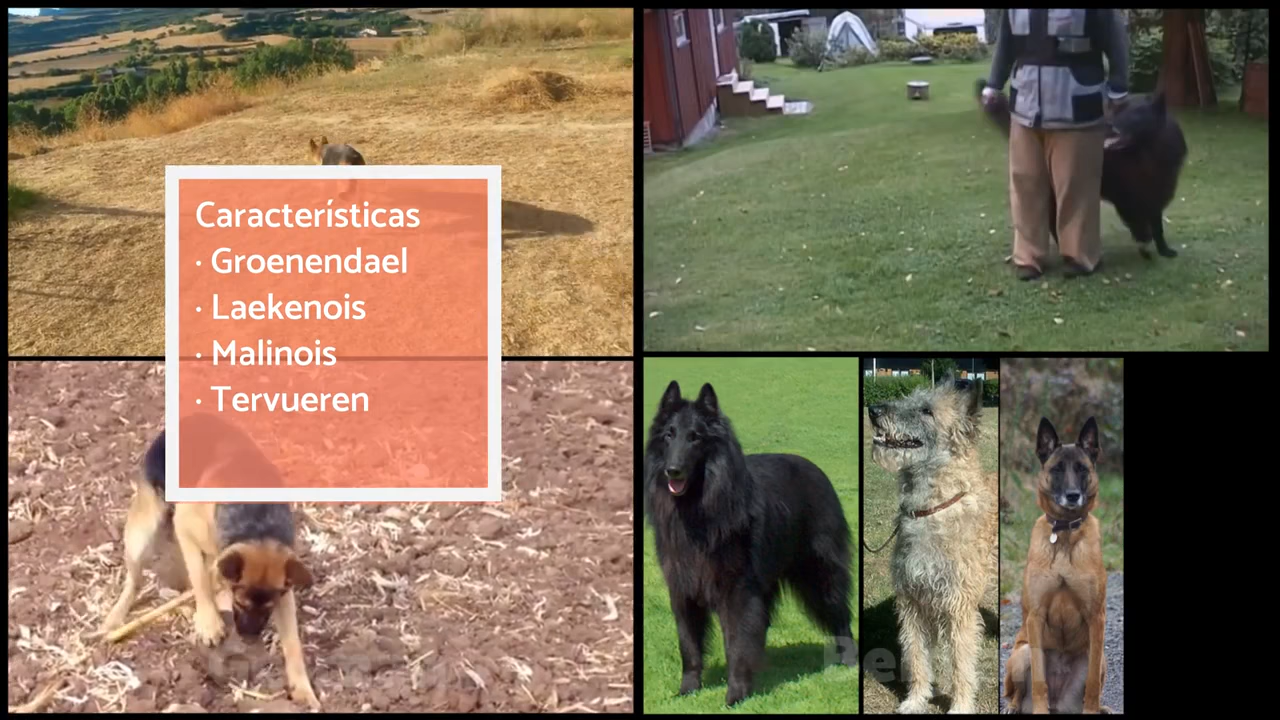 Características
· Groenendael
· Laekenois
· Malinois
· Tervueren